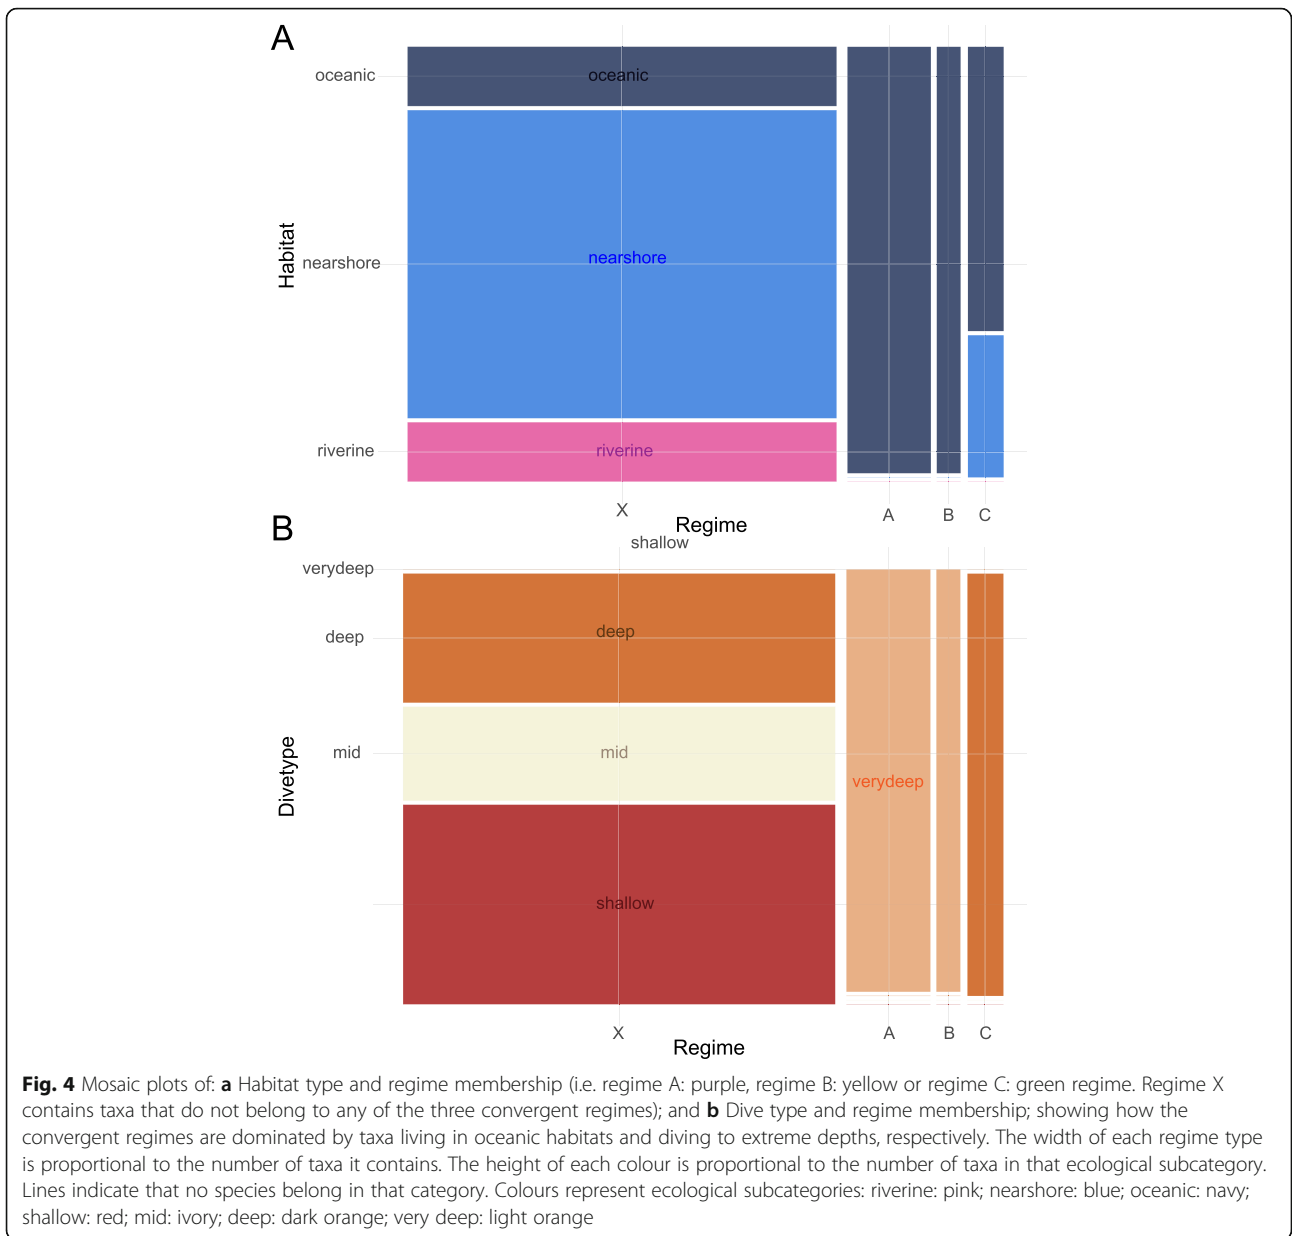 A
oceanic
oceanic
Habitat
nearshore
nearshore
riverine
riverine
X
A
B
C
Regime
B
shallow
verydeep
deep
deep
Divetype
mid
mid
verydeep
shallow
X
A
B
C
Regime
Fig. 4 Mosaic plots of: a Habitat type and regime membership (i.e. regime A: purple, regime B: yellow or regime C: green regime. Regime X
contains taxa that do not belong to any of the three convergent regimes); and b Dive type and regime membership; showing how the
convergent regimes are dominated by taxa living in oceanic habitats and diving to extreme depths, respectively. The width of each regime type
is proportional to the number of taxa it contains. The height of each colour is proportional to the number of taxa in that ecological subcategory.
Lines indicate that no species belong in that category. Colours represent ecological subcategories: riverine: pink; nearshore: blue; oceanic: navy;
shallow: red; mid: ivory; deep: dark orange; very deep: light orange